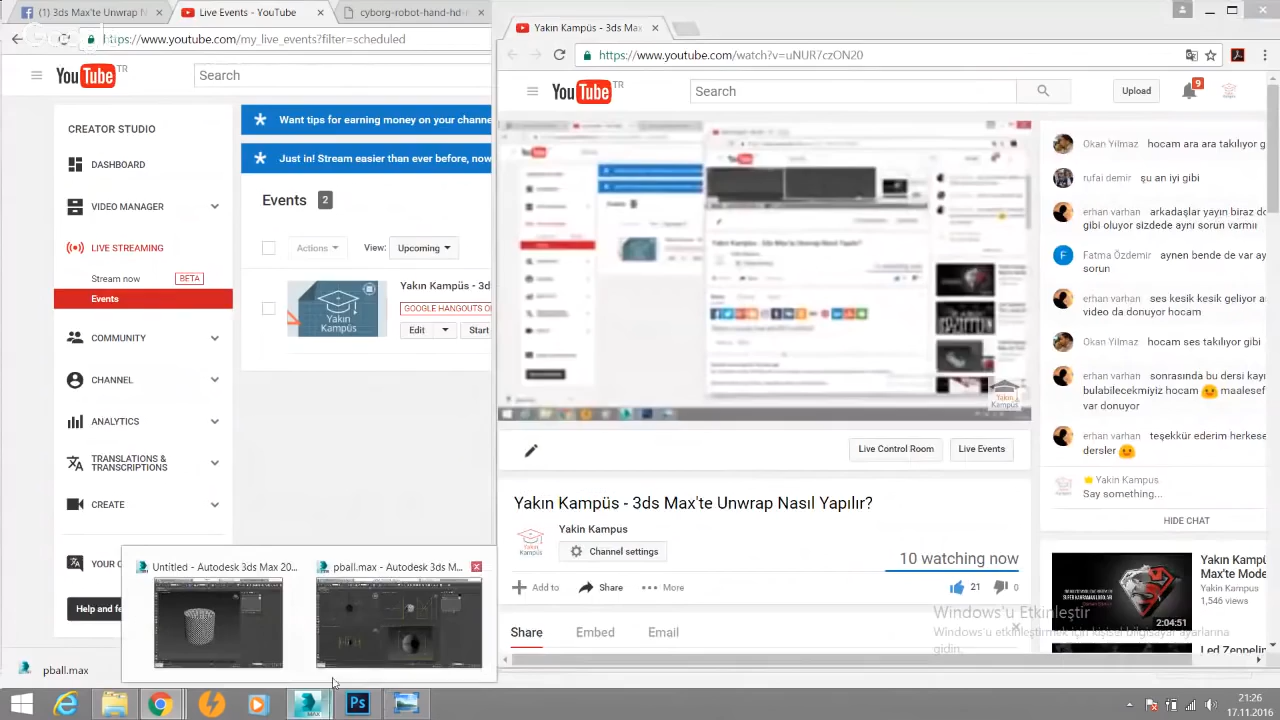 (1) 3ds Max'te Unwrap N
Live Events - YouTube
cyborg-robot-hand-hd-
https://www.youtube.com/my_live_events?filter=scheduled
YouTube TR
Search
CREATOR STUDIO
DASHBOARD
VIDEO MANAGER
LIVE STREAMING
Stream now BETA
Events
COMMUNITY
CHANNEL
ANALYTICS
TRANSLATIONS &
TRANSCRIPTIONS
CREATE
YOUR C
Help and fe
Want tips for earning money on your channe
Just in! Stream easier than ever before, now
Events 2
Actions
View: Upcoming
Yakın Kampüs - 3d
GOOGLE HANGOUTS O
Edit Start
Yakın
Kampüs
Untitled - Autodesk 3ds Max 20...
pball.max - Autodesk 3ds M...
pball.max
Yakın Kampüs - 3ds Max
https://www.youtube.com/watch?v=uNUR7czON20
YouTube TR
Search
Upload
9
Yakın
Kampüs
Live Control Room
Live Events
Yakın Kampüs - 3ds Max'te Unwrap Nasıl Yapılır?
Yakin Kampus
Channel settings
10 watching now
Add to Share More
21 0
Share Embed Email
Okan Yılmaz hocam ara ara takılıyor g
rufai demir şu an iyi gibi
erhan varhan arkadaşlar yayın yavaz do
gibi oluyor sizdede aynı sorun varmıi
Fatma Özdemir aynen bende de var ay
sorun
erhan varhan ses kesik kesik geliyor a
video da donuyor hocam
Okan Yılmaz hocam ses takılıyor gibi
erhan varhan sonrasında bu dersi kayı
bulabilecekmiyiz hocam maalesef
var donuyor
erhan varhan teşekkür ederim herkese
dersler
Yakin Kampus
Say something...
HIDE CHAT
2:04:51
Yakın Kampü
Max'te Mode
Yakin Kampus
1,546 views
Led Zeppelin
Windows'u Etkinleştir
Windows'u etkinleştirmek için kişisel bilgisayar ayarlarına
gidin.
MAX
Ps
21:26
17.11.2016